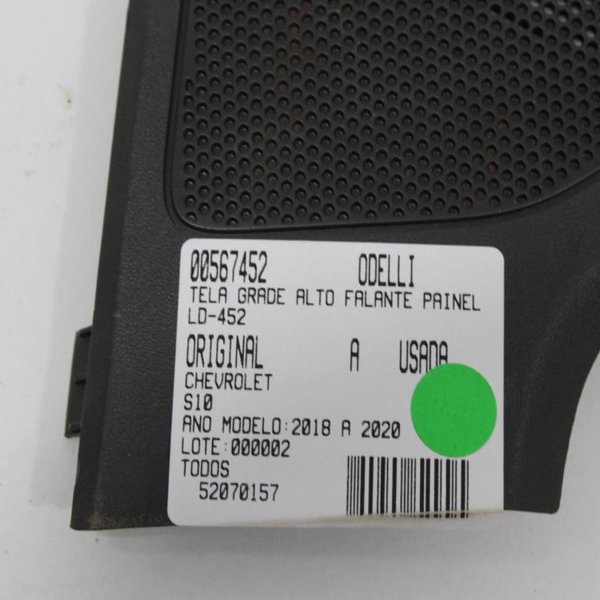 00567452 ODELLI
TELA GRADE ALTO FALANTE PAINEL
LD-452
ORIGINAL A USADA
CHEVROLET
S10
ANO MODELO:2018 A 2020
LOTE:000002
TODOS
52070157